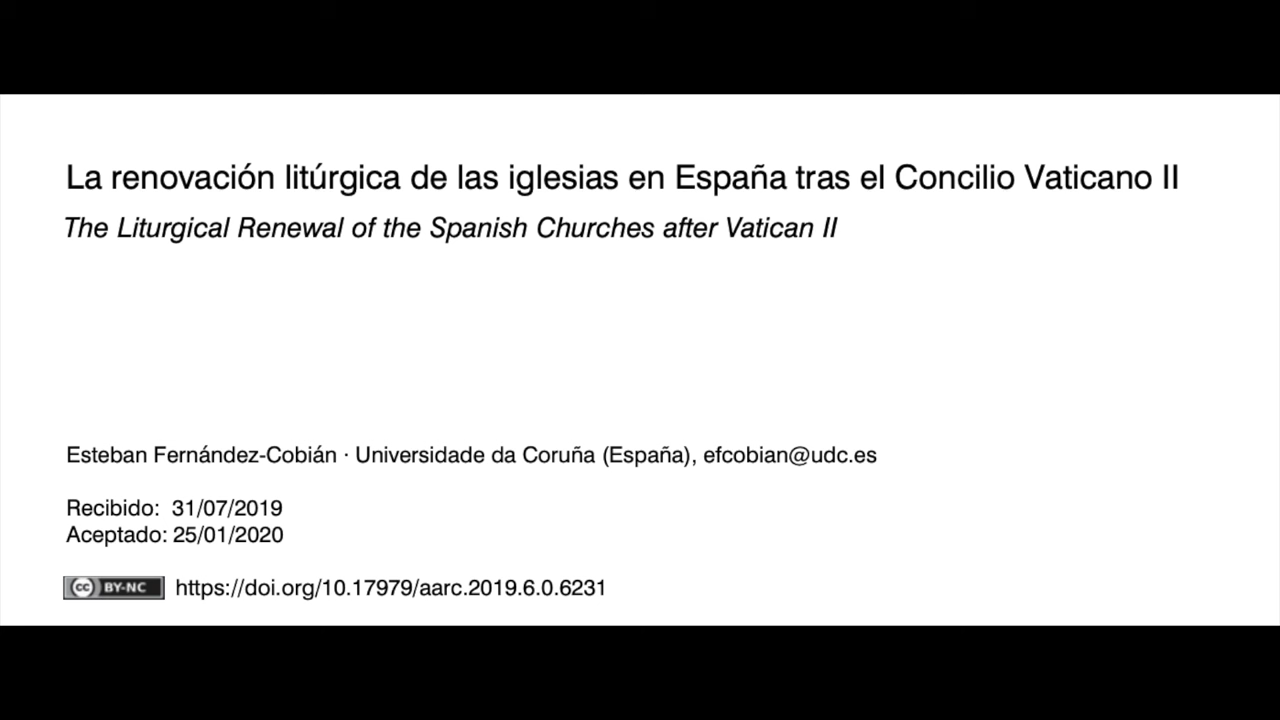 La renovación litúrgica de las iglesias en España tras el Concilio Vaticano II
The Liturgical Renewal of the Spanish Churches after Vatican II
Esteban Fernández-Cobián · Universidade da Coruña (España), efcobian@udc.es
Recibido: 31/07/2019
Aceptado: 25/01/2020
cc BY-NC https://doi.org/10.17979/aarc.2019.6.0.6231